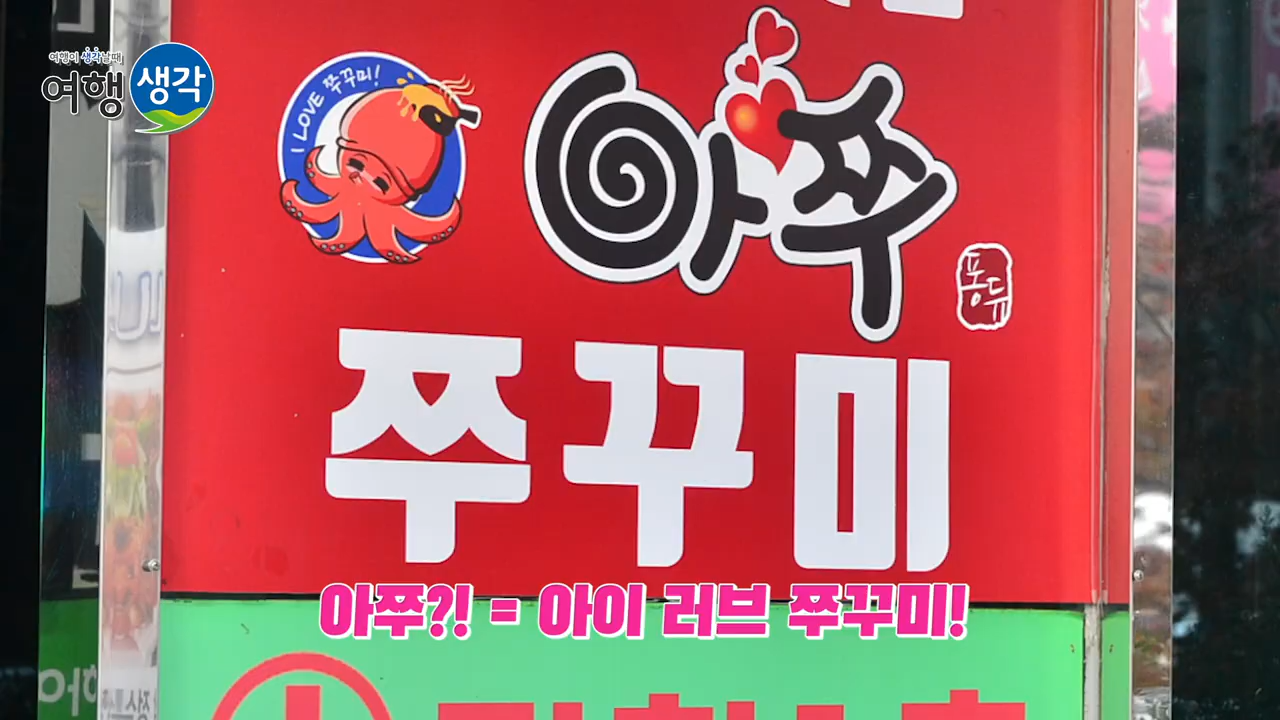 여행이 생각날때
여행 생각
I LOVE 쭈꾸미!
아쭈
퐁듀
쭈꾸미
아쭈?! = 아이 러브 쭈꾸미!